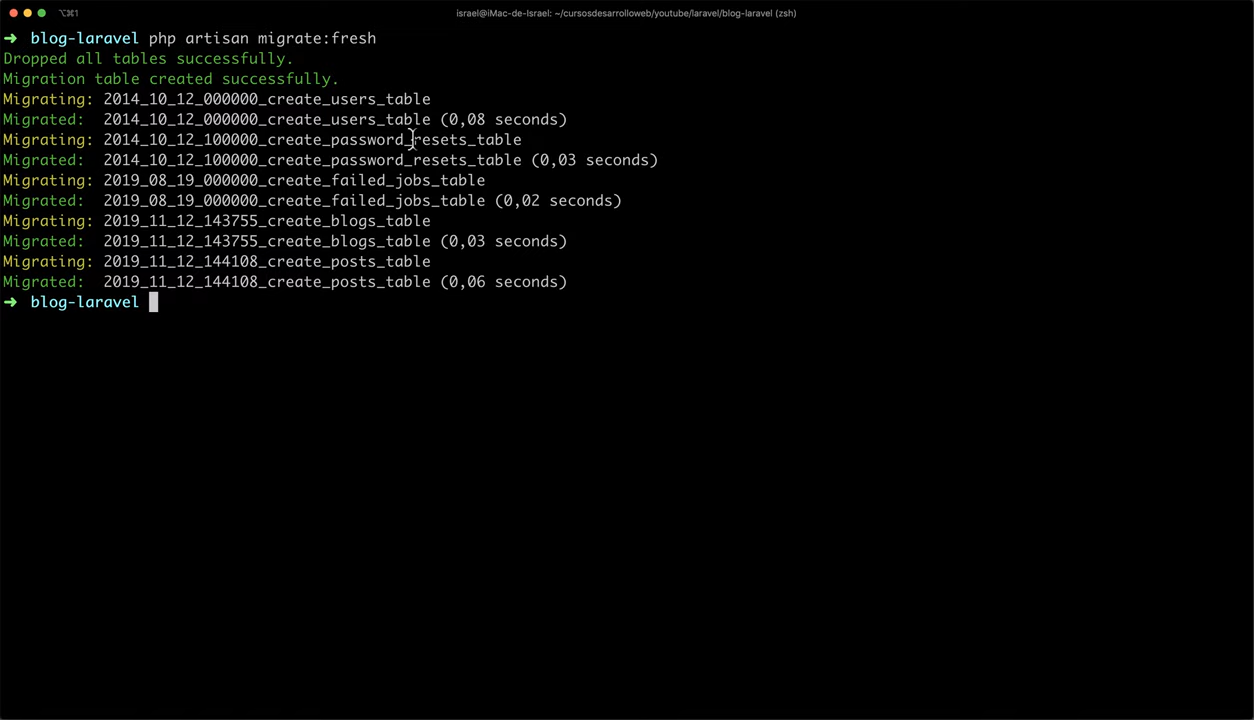 ⌥⌘1
israel@iMac-de-Israel: ~/cursosdesarrolloweb/youtube/laravel/blog-laravel (zsh)
➜ blog-laravel php artisan migrate:fresh
Dropped all tables successfully.
Migration table created successfully.
Migrating: 2014_10_12_000000_create_users_table
Migrated: 2014_10_12_000000_create_users_table (0,08 seconds)
Migrating: 2014_10_12_100000_create_password_resets_table
Migrated: 2014_10_12_100000_create_password_resets_table (0,03 seconds)
Migrating: 2019_08_19_000000_create_failed_jobs_table
Migrated: 2019_08_19_000000_create_failed_jobs_table (0,02 seconds)
Migrating: 2019_11_12_143755_create_blogs_table
Migrated: 2019_11_12_143755_create_blogs_table (0,03 seconds)
Migrating: 2019_11_12_144108_create_posts_table
Migrated: 2019_11_12_144108_create_posts_table (0,06 seconds)
➜ blog-laravel